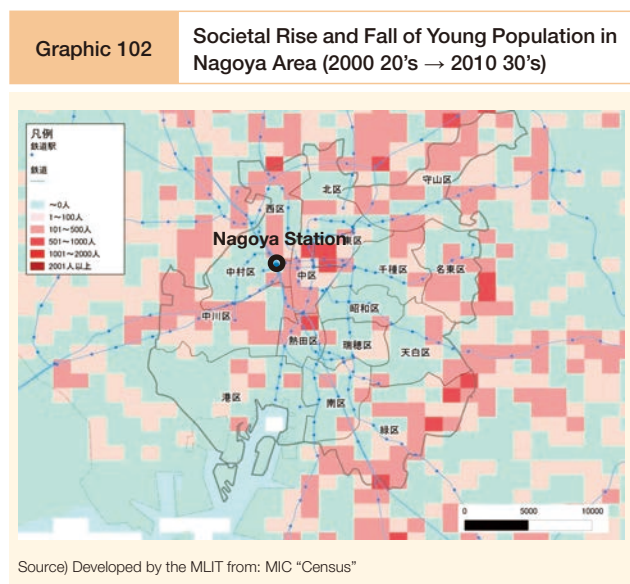 Graphic 102
Societal Rise and Fall of Young Population in
Nagoya Area (2000 20's → 2010 30's)
凡例
鉄道駅
鉄道
～0人
1～100人
101～500人
501～1000人
1001～2000人
2001人以上
守山区
北区
西区
Nagoya Station
東区
中村区
中区
千種区
名東区
昭和区
中川区
熱田区
瑞穂区
天白区
港区
南区
緑区
0 5000 10000
Source) Developed by the MLIT from: MIC "Census"